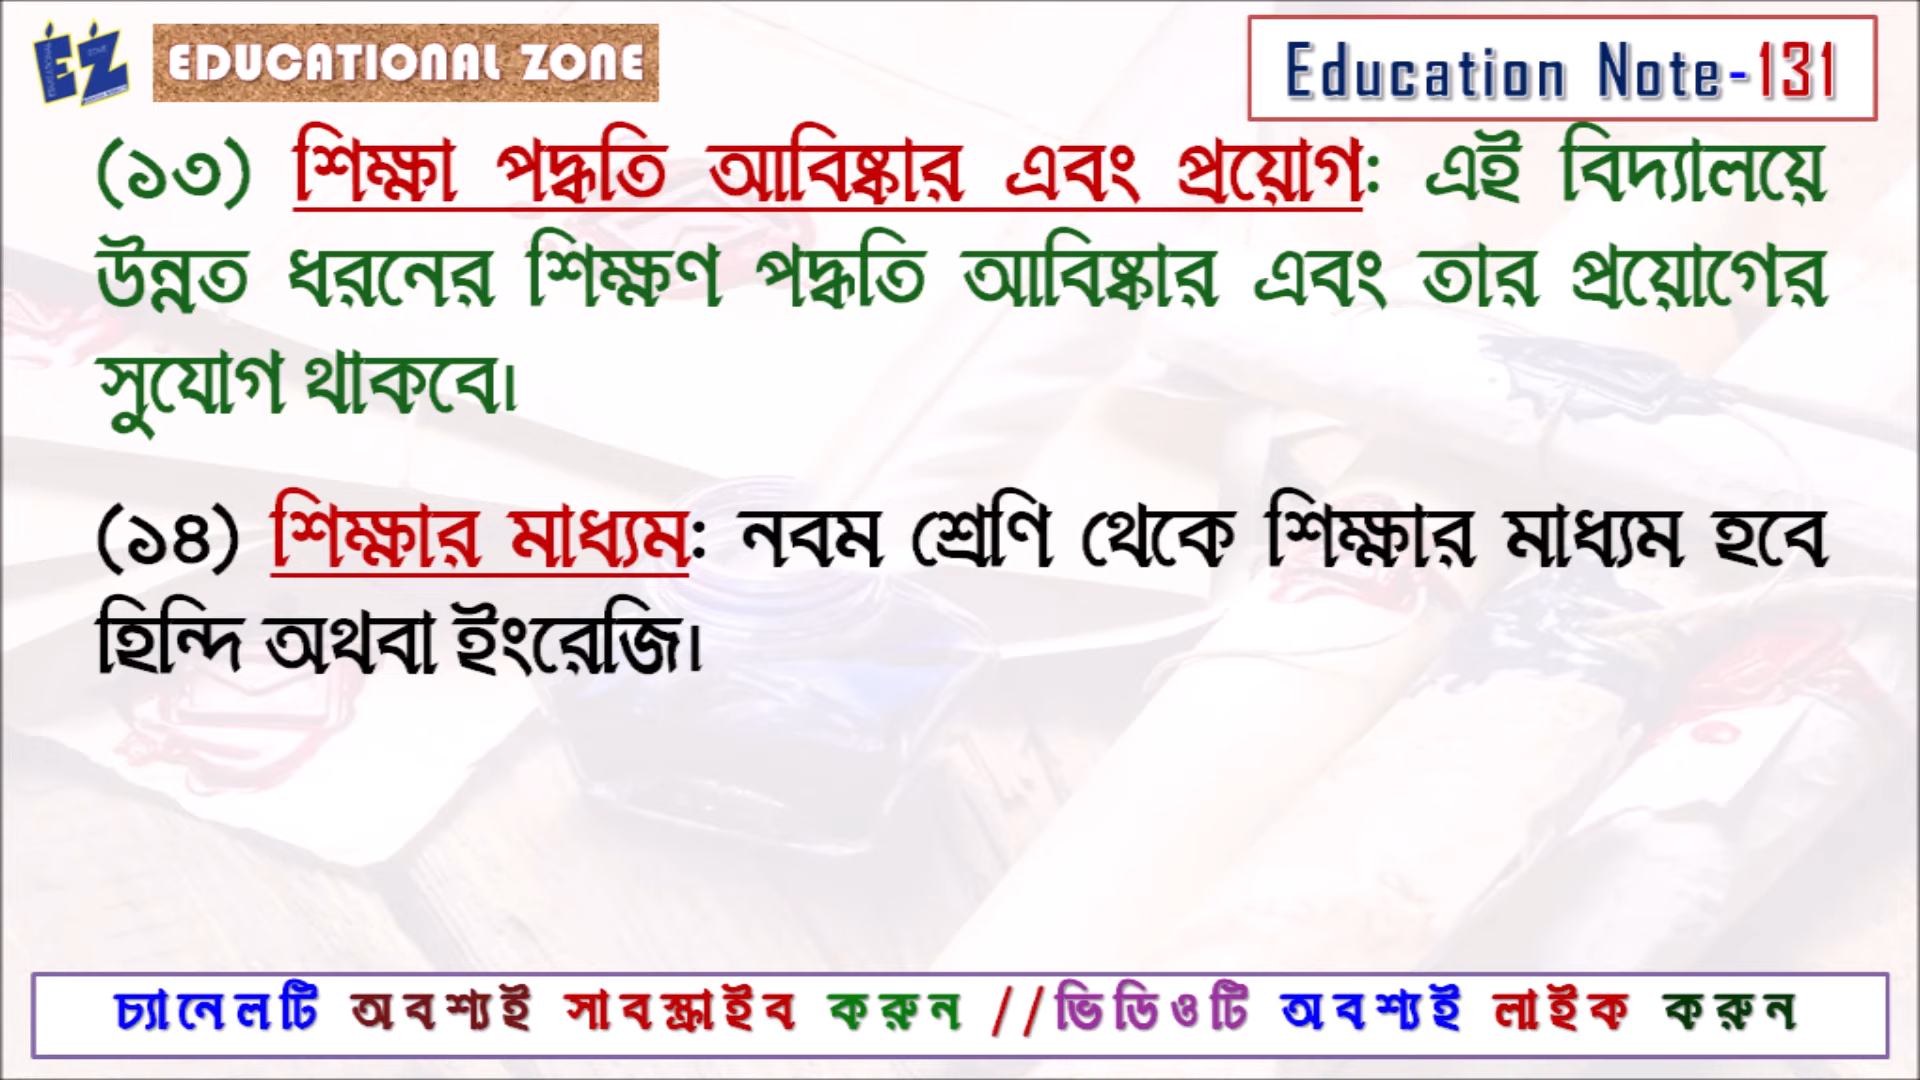 EZ EDUCATIONAL ZONE
Education Note-131
(১৩) শিক্ষা পদ্ধতি আবিষ্কার এবং প্রয়োগঃ এই বিদ্যালয়ে
উন্নত ধরনের শিক্ষণ পদ্ধতি আবিষ্কার এবং তার প্রয়োগের
সুযোগ থাকবে।
(১৪) শিক্ষার মাধ্যমঃ নবম শ্রেণি থেকে শিক্ষার মাধ্যম হবে
হিন্দি অথবা ইংরেজি।
চ্যানেলটি অবশ্যই সাবস্ক্রাইব করুন //ভিডিওটি অবশ্যই লাইক করুন